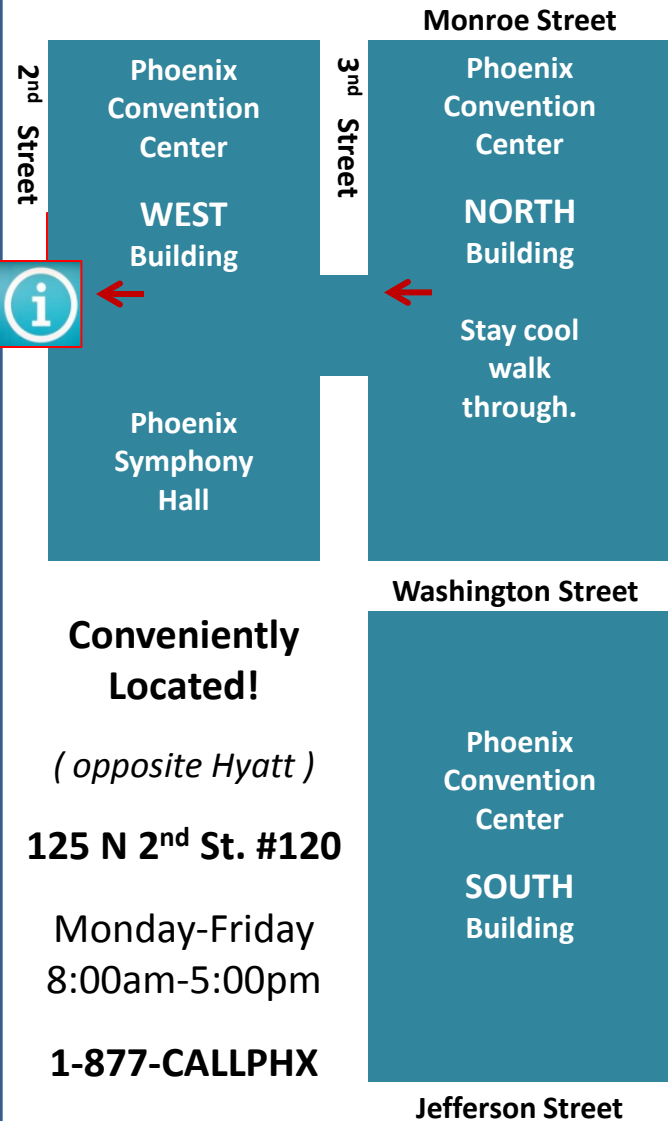 Monroe Street
2nd Street
Phoenix
Convention
Center
WEST
Building
3nd Street
Phoenix
Convention
Center
NORTH
Building
i
Stay cool
walk
through.
Phoenix
Symphony
Hall
Washington Street
Conveniently
Located!
( opposite Hyatt )
125 N 2nd St. #120
Monday-Friday
8:00am-5:00pm
1-877-CALLPHX
Phoenix
Convention
Center
SOUTH
Building
Jefferson Street